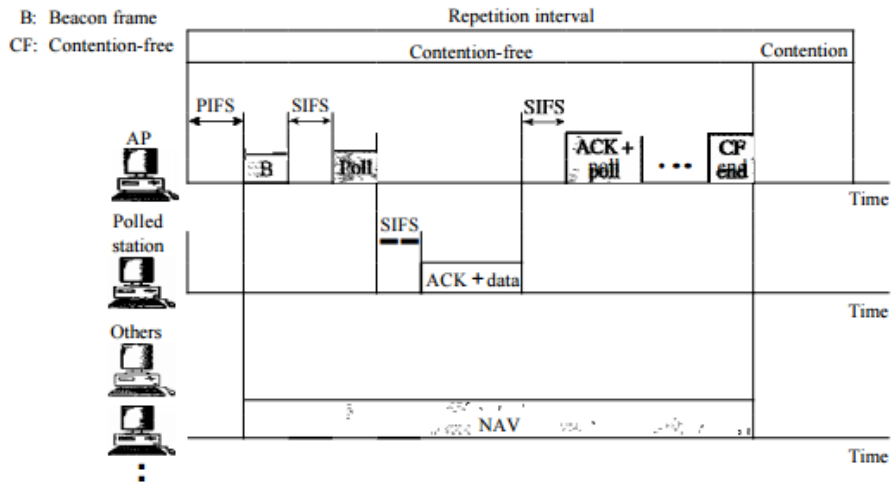 B: Beacon frame
CF: Contention-free
Repetition interval
Contention-free
Contention
PIFS
SIFS
SIFS
AP
B
Poll
ACK +
poll
• • •
CF
end
Time
Polled
station
SIFS
ACK + data
Time
Others
NAV
Time